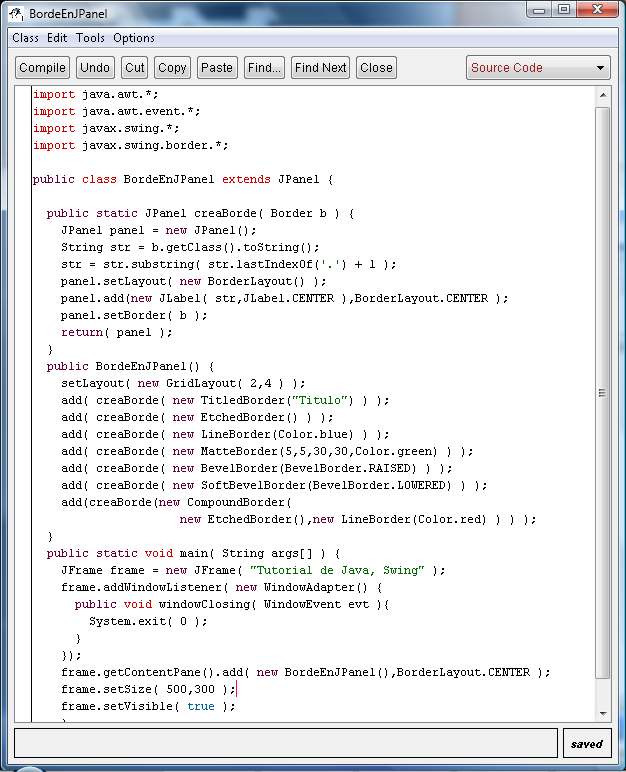 BordeEnJPanel
Class Edit Tools Options
Compile Undo Cut Copy Paste Find... Find Next Close Source Code
import java.awt.*;
import java.awt.event.*;
import javax.swing.*;
import javax.swing.border.*;
public class BordeEnJPanel extends JPanel {
public static JPanel creaBorde( Border b ) {
JPanel panel = new JPanel();
String str = b.getClass().toString();
str = str.substring( str.lastIndexOf('.') + 1 );
panel.setLayout( new BorderLayout() );
panel.add(new JLabel( str,JLabel.CENTER ),BorderLayout.CENTER );
panel.setBorder( b );
return( panel );
}
public BordeEnJPanel() {
setLayout( new GridLayout( 2,4 ) );
add( creaBorde( new TitledBorder("Titulo") ) );
add( creaBorde( new EtchedBorder() ) );
add( creaBorde( new LineBorder(Color.blue) ) );
add( creaBorde( new MatteBorder(5,5,30,30,Color.green) ) );
add( creaBorde( new BevelBorder(BevelBorder.RAISED) ) );
add( creaBorde( new SoftBevelBorder(BevelBorder.LOWERED) ) );
add(creaBorde(new CompoundBorder(
new EtchedBorder(),new LineBorder(Color.red) ) ) );
}
public static void main( String args[] ) {
JFrame frame = new JFrame( "Tutorial de Java, Swing" );
frame.addWindowListener( new WindowAdapter() {
public void windowClosing( WindowEvent evt ){
System.exit( 0 );
}
});
frame.getContentPane().add( new BordeEnJPanel(),BorderLayout.CENTER );
frame.setSize( 500,300 );
frame.setVisible( true );
}
saved